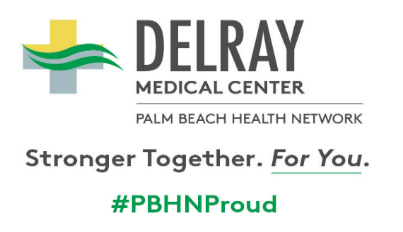 DELRAY
MEDICAL CENTER
PALM BEACH HEALTH NETWORK
Stronger Together. For You.
#PBHNProud